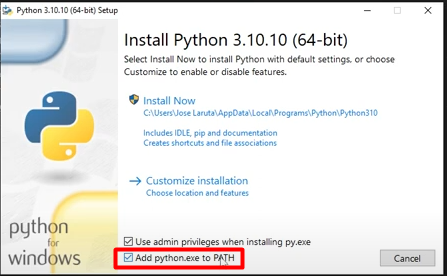 Python 3.10.10 (64-bit) Setup
Install Python 3.10.10 (64-bit)
Select Install Now to install Python with default settings, or choose
Customize to enable or disable features.
Install Now
C:\Users\Jose Laruta\AppData\Local\Programs\Python\Python310
Includes IDLE, pip and documentation
Creates shortcuts and file associations
Customize installation
Choose location and features
python
for
windows
Use admin privileges when installing py.exe
Add python.exe to PATH
Cancel